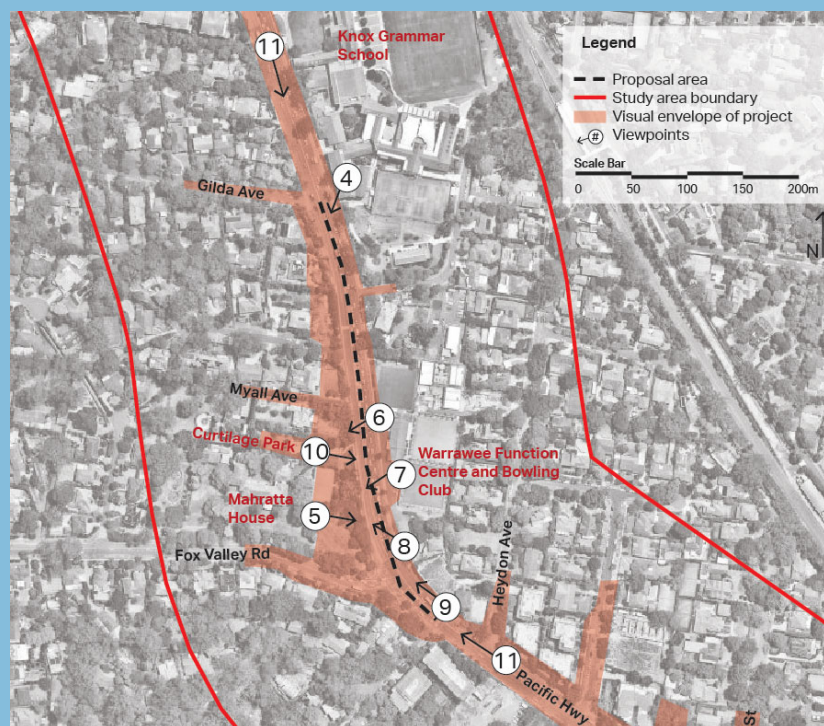 11
Knox Grammar
School
Legend
Proposal area
Study area boundary
Visual envelope of project
# Viewpoints
Scale Bar
0 50 100 150 200m
N
4
Gilda Ave
Myall Ave
6
Curtilage Park
10
Warrawee Function
Centre and Bowling
Club
7
Mahratta
House
5
8
Fox Valley Rd
Heydon Ave
9
11
Pacific Hwy
St